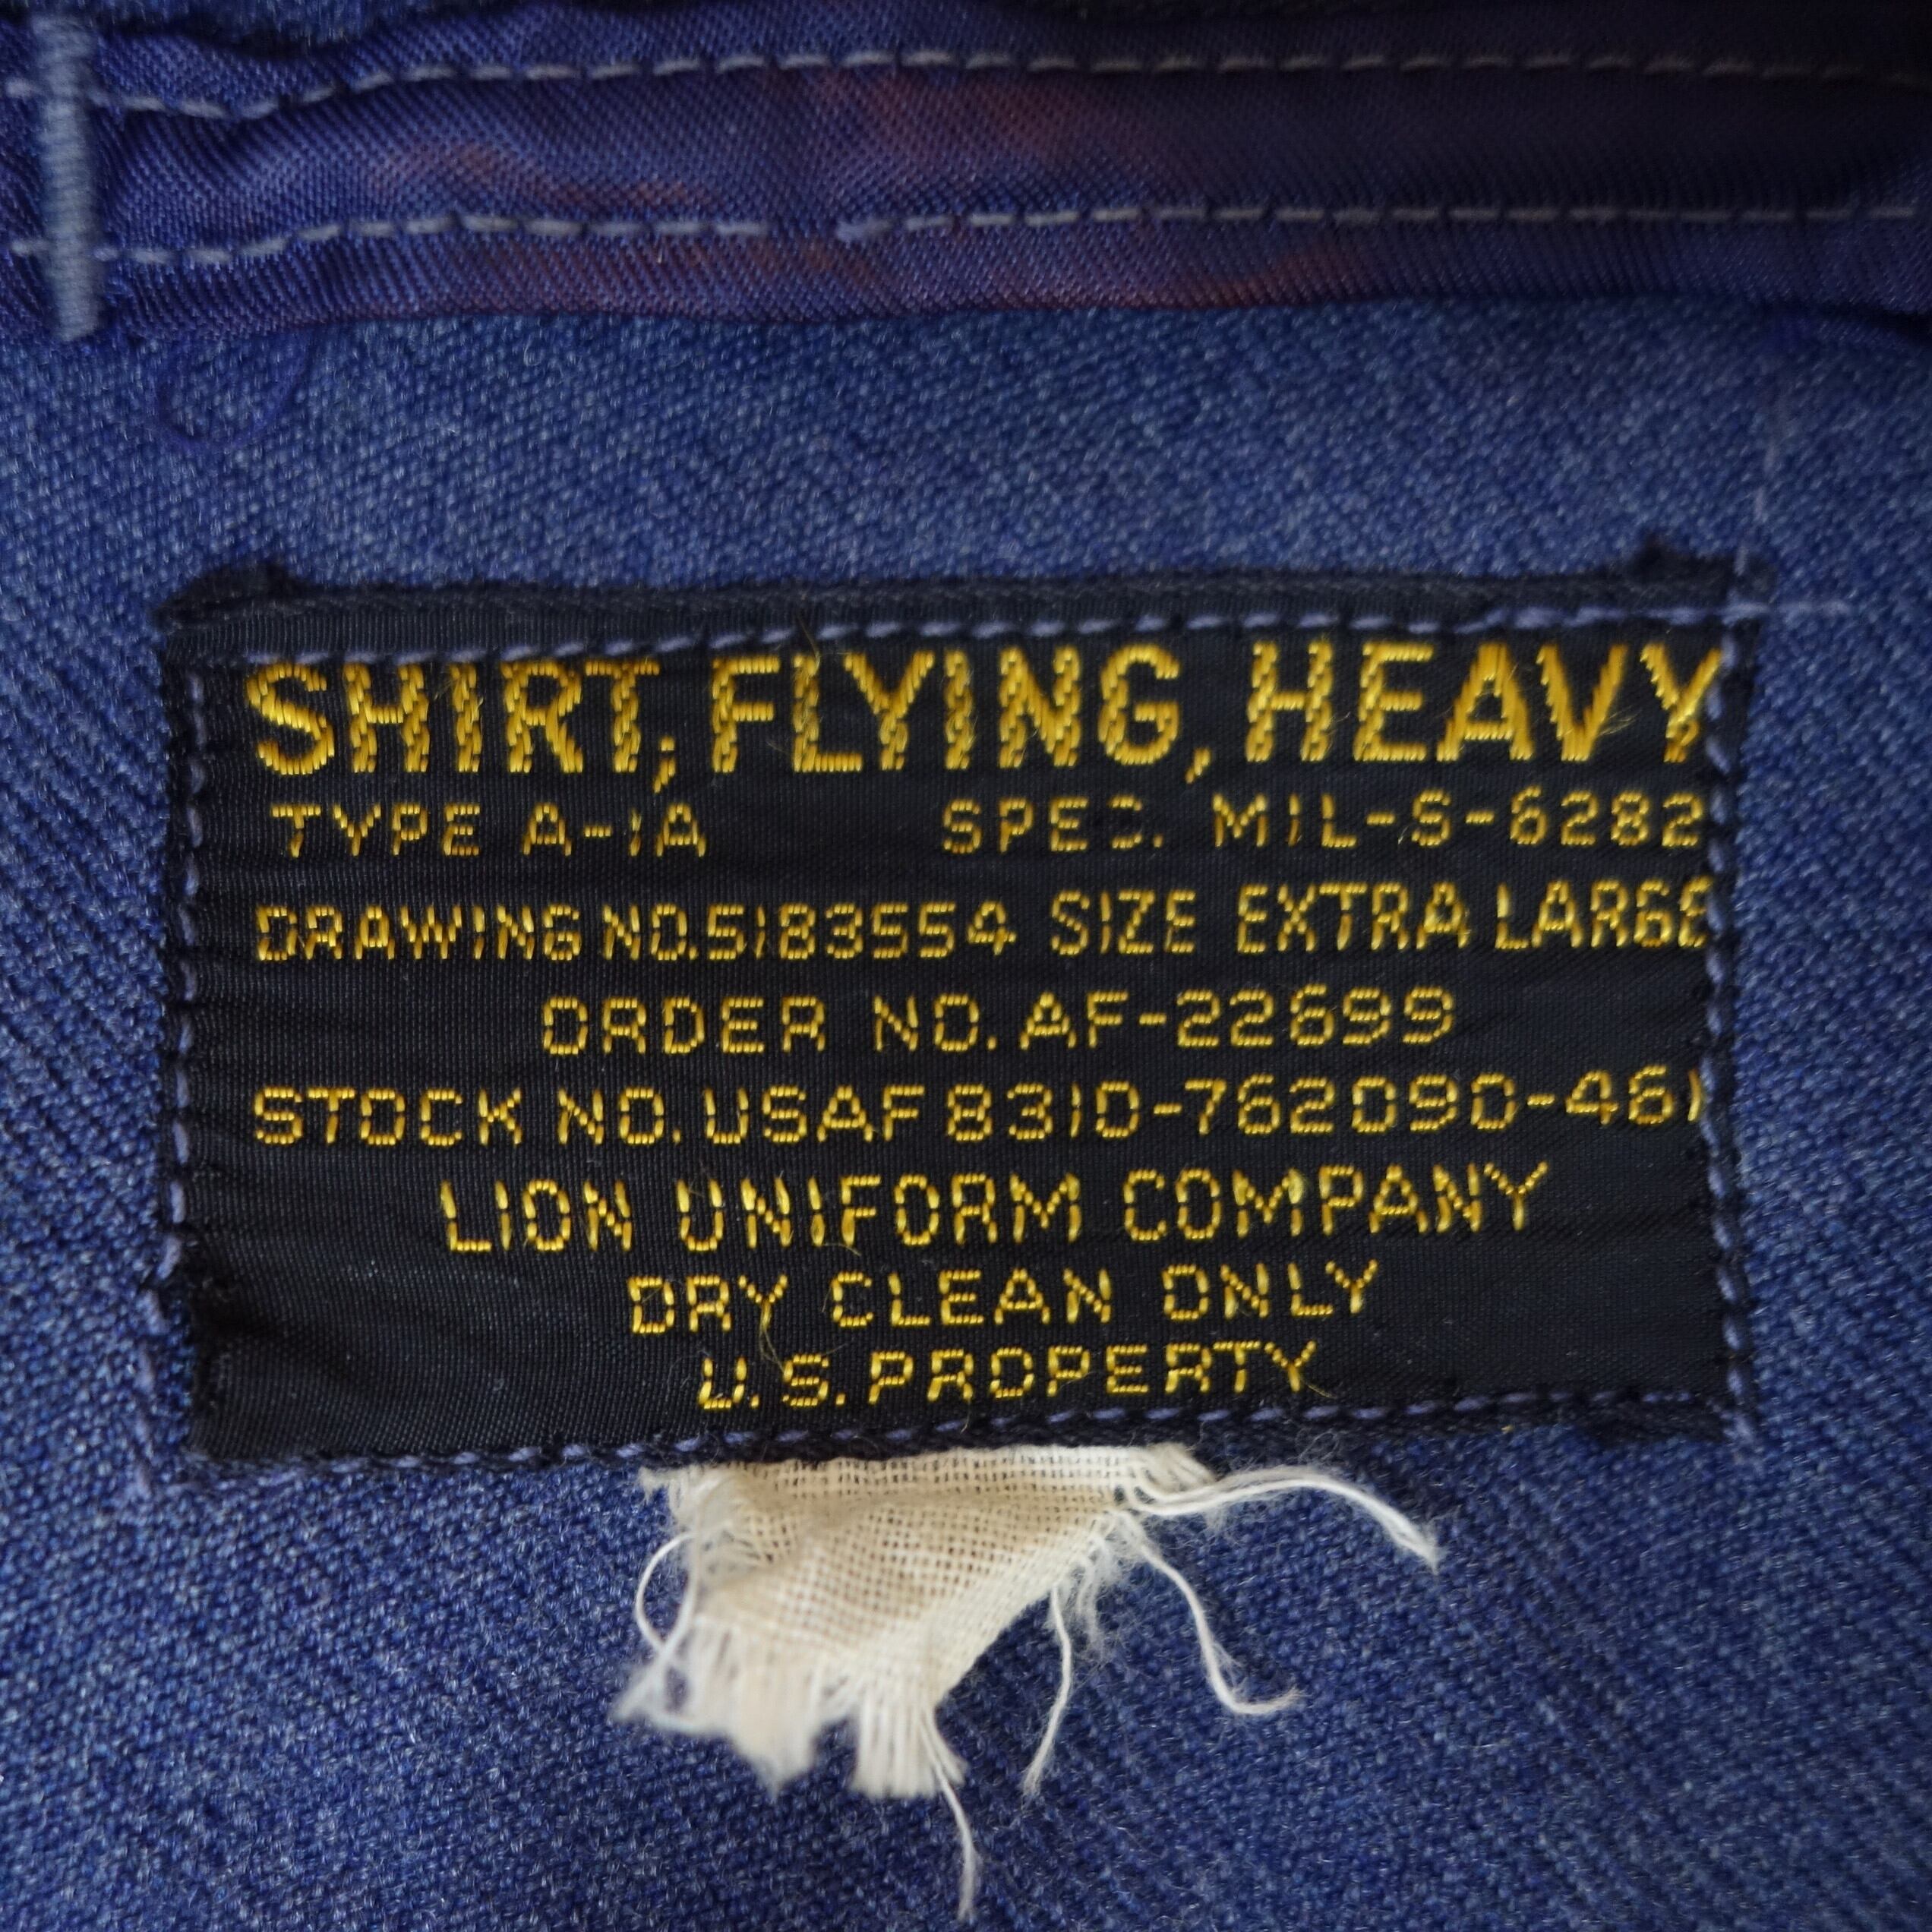 SHIRT, FLYING, HEAVY
TYPE A-1A SPEC. MIL-S-6282
DRAWING NO.5183554 SIZE EXTRA LARGE
ORDER NO. AF-22699
STOCK NO. USAF 8310-762090-461
LION UNIFORM COMPANY
DRY CLEAN ONLY
U.S. PROPERTY